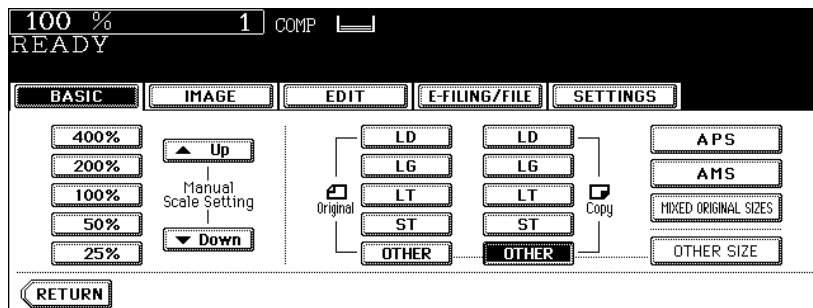 100 % 1 COMP
READY
BASIC IMAGE EDIT E-FILING/FILE SETTINGS
400% LD LD APS
▲ Up
200% LG LG AMS
Manual
Scale Setting
100% Original LT LT Copy MIXED ORIGINAL SIZES
50% ST ST
▼ Down
25% OTHER OTHER OTHER SIZE
RETURN